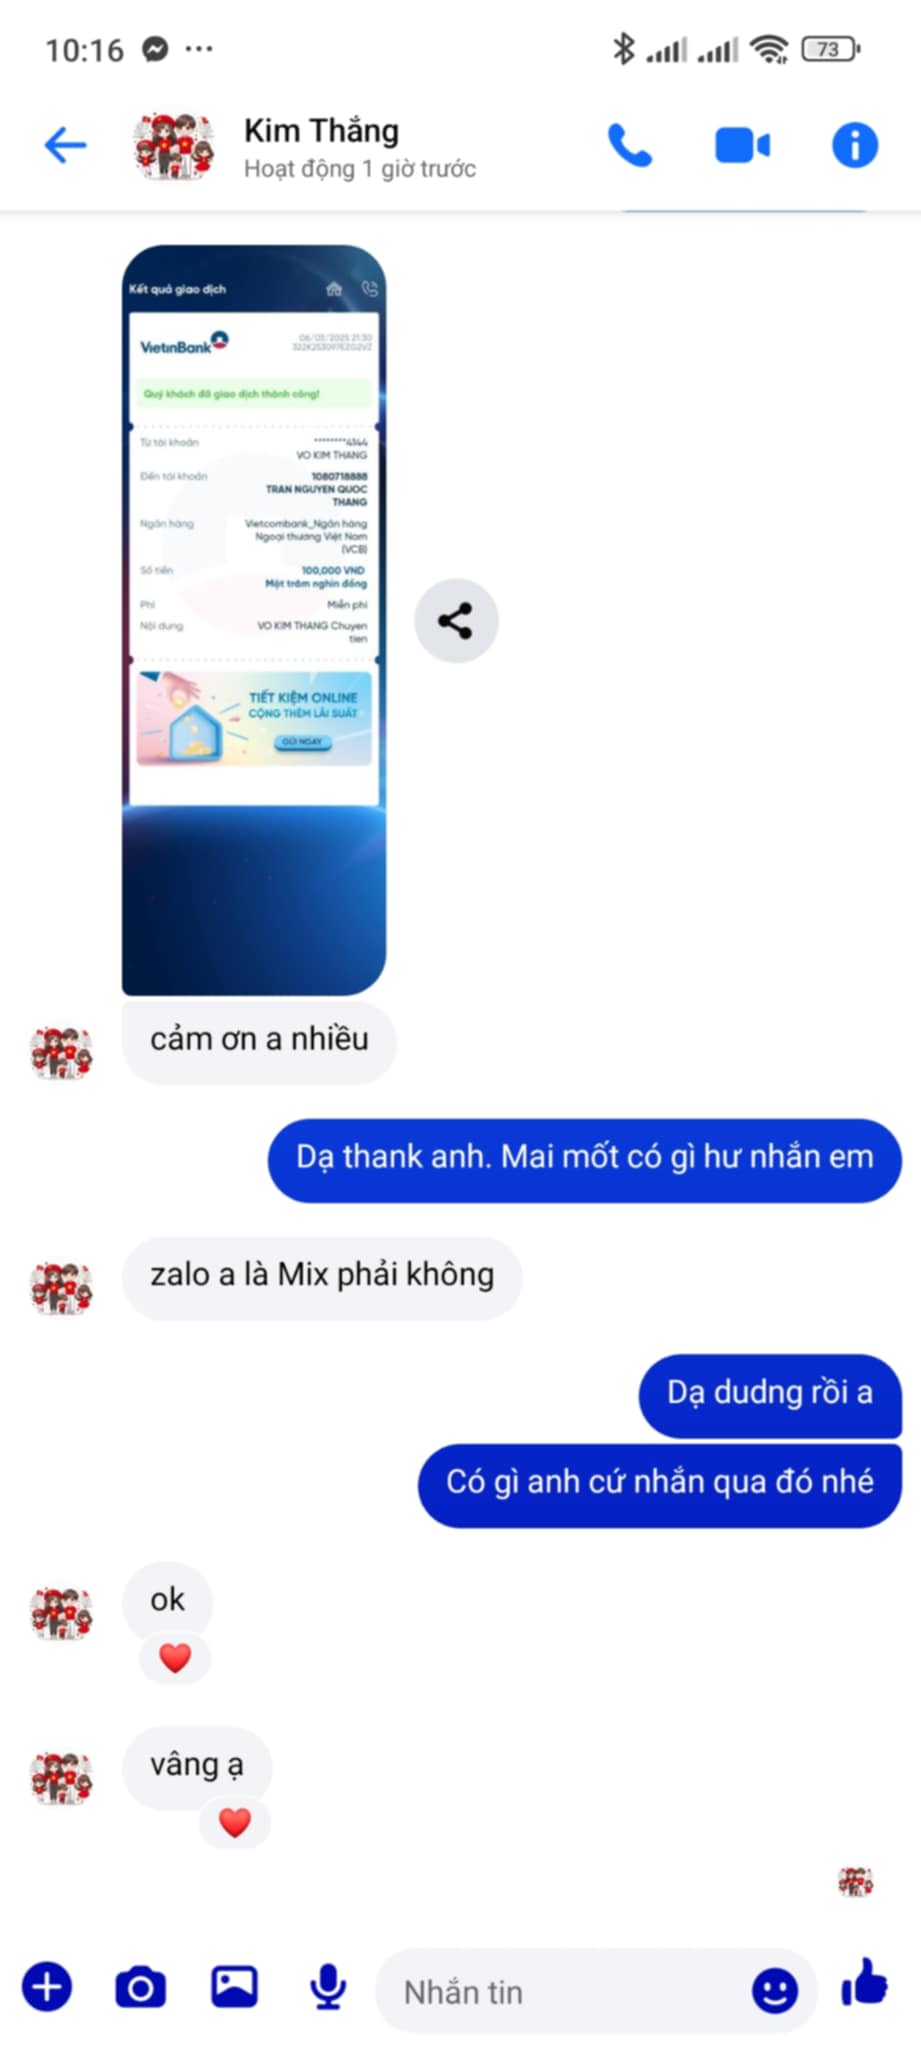 10:16
73
Kim Thắng
Hoạt động 1 giờ trước
Kết quả giao dịch
VietinBank
06/03/2025 21:30
Quý khách đã giao dịch thành công!
Từ tài khoản
********4144
VO KIM THANG
Đến tài khoản
1080718888
TRAN NGUYEN QUOC
THANG
Ngân hàng
Vietcombank_Ngân hàng
Ngoại thương Việt Nam
(VCB)
Số tiền
100,000 VND
Một trăm nghìn đồng
Phí
Miễn phí
Nội dung
VO KIM THANG Chuyen
tien
TIẾT KIỆM ONLINE
CỘNG THÊM LÃI SUẤT
GỬI NGAY
cảm ơn a nhiều
Dạ thank anh. Mai mốt có gì hư nhắn em
zalo a là Mix phải không
Dạ dudng rồi a
Có gì anh cứ nhắn qua đó nhé
ok
vâng ạ
Nhắn tin